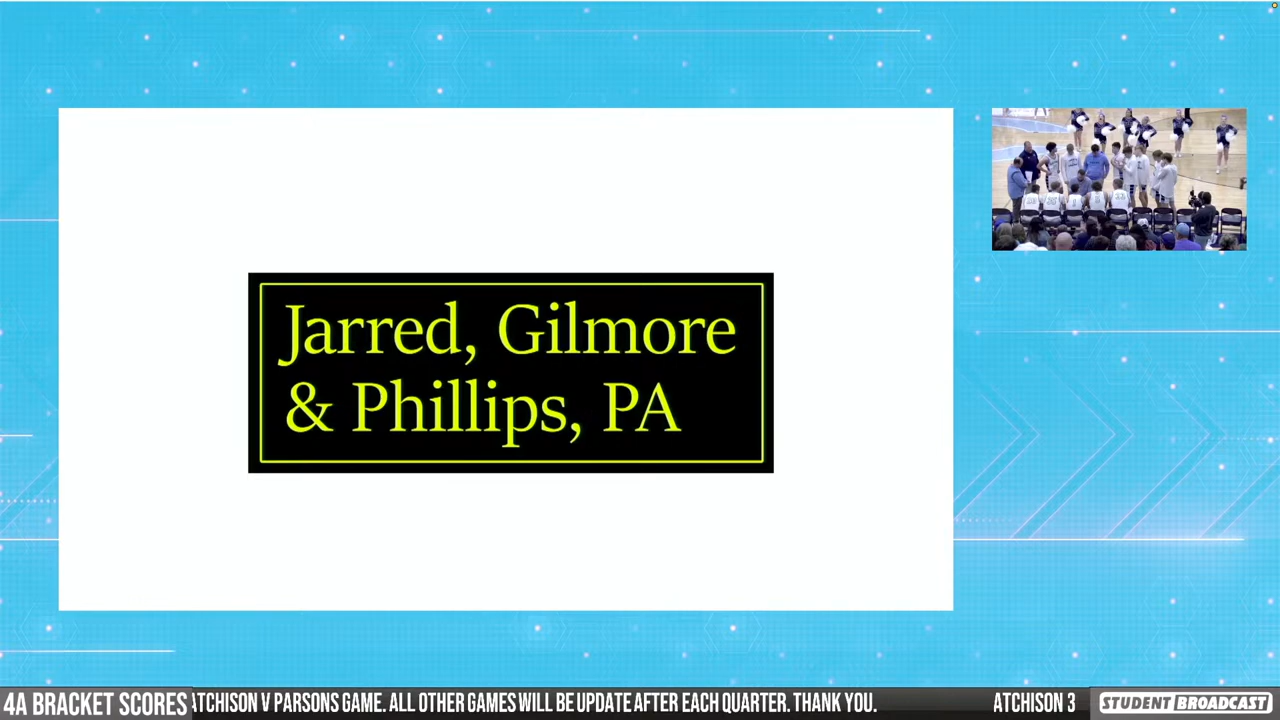 Jarred, Gilmore
& Phillips, PA
4A BRACKET SCORES ATCHISON V PARSONS GAME. ALL OTHER GAMES WILL BE UPDATE AFTER EACH QUARTER. THANK YOU. ATCHISON 3 STUDENT BROADCAST